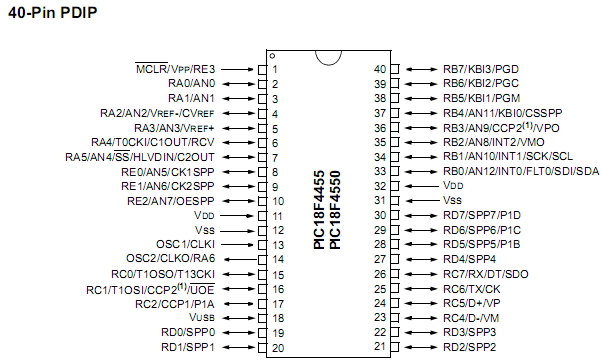 40-Pin PDIP
MCLR/VPP/RE3 1 40 RB7/KBI3/PGD
RA0/AN0 2 39 RB6/KBI2/PGC
RA1/AN1 3 38 RB5/KBI1/PGM
RA2/AN2/VREF-/CVREF 4 37 RB4/AN11/KBI0/CSSPP
RA3/AN3/VREF+ 5 36 RB3/AN9/CCP2(1)/VPO
RA4/T0CKI/C1OUT/RCV 6 35 RB2/AN8/INT2/VMO
RA5/AN4/SS/HLVDIN/C2OUT 7 34 RB1/AN10/INT1/SCK/SCL
RE0/AN5/CK1SPP 8 33 RB0/AN12/INT0/FLT0/SDI/SDA
RE1/AN6/CK2SPP 9 32 VDD
RE2/AN7/OESPP 10 31 VSS
VDD 11 30 RD7/SPP7/P1D
VSS 12 29 RD6/SPP6/P1C
OSC1/CLKI 13 28 RD5/SPP5/P1B
OSC2/CLKO/RA6 14 27 RD4/SPP4
RC0/T1OSO/T13CKI 15 26 RC7/RX/DT/SDO
RC1/T1OSI/CCP2(1)/UOE 16 25 RC6/TX/CK
RC2/CCP1/P1A 17 24 RC5/D+/VP
VUSB 18 23 RC4/D-/VM
RD0/SPP0 19 22 RD3/SPP3
RD1/SPP1 20 21 RD2/SPP2
PIC18F4455
PIC18F4550